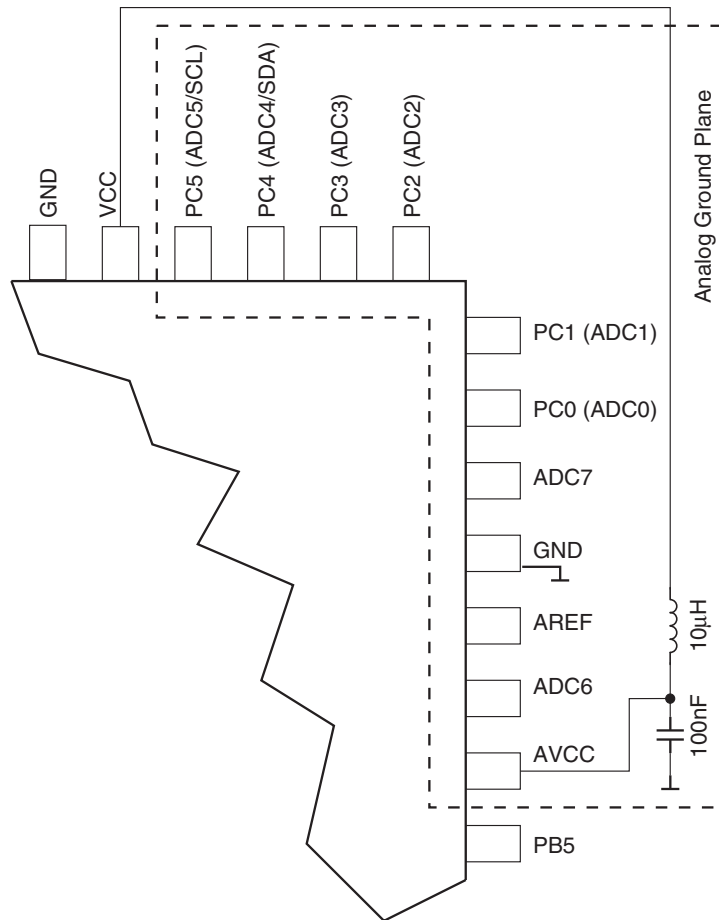 GND
VCC
PC5 (ADC5/SCL)
PC4 (ADC4/SDA)
PC3 (ADC3)
PC2 (ADC2)
Analog Ground Plane
PC1 (ADC1)
PC0 (ADC0)
ADC7
GND
AREF
ADC6
AVCC
PB5
10μH
100nF